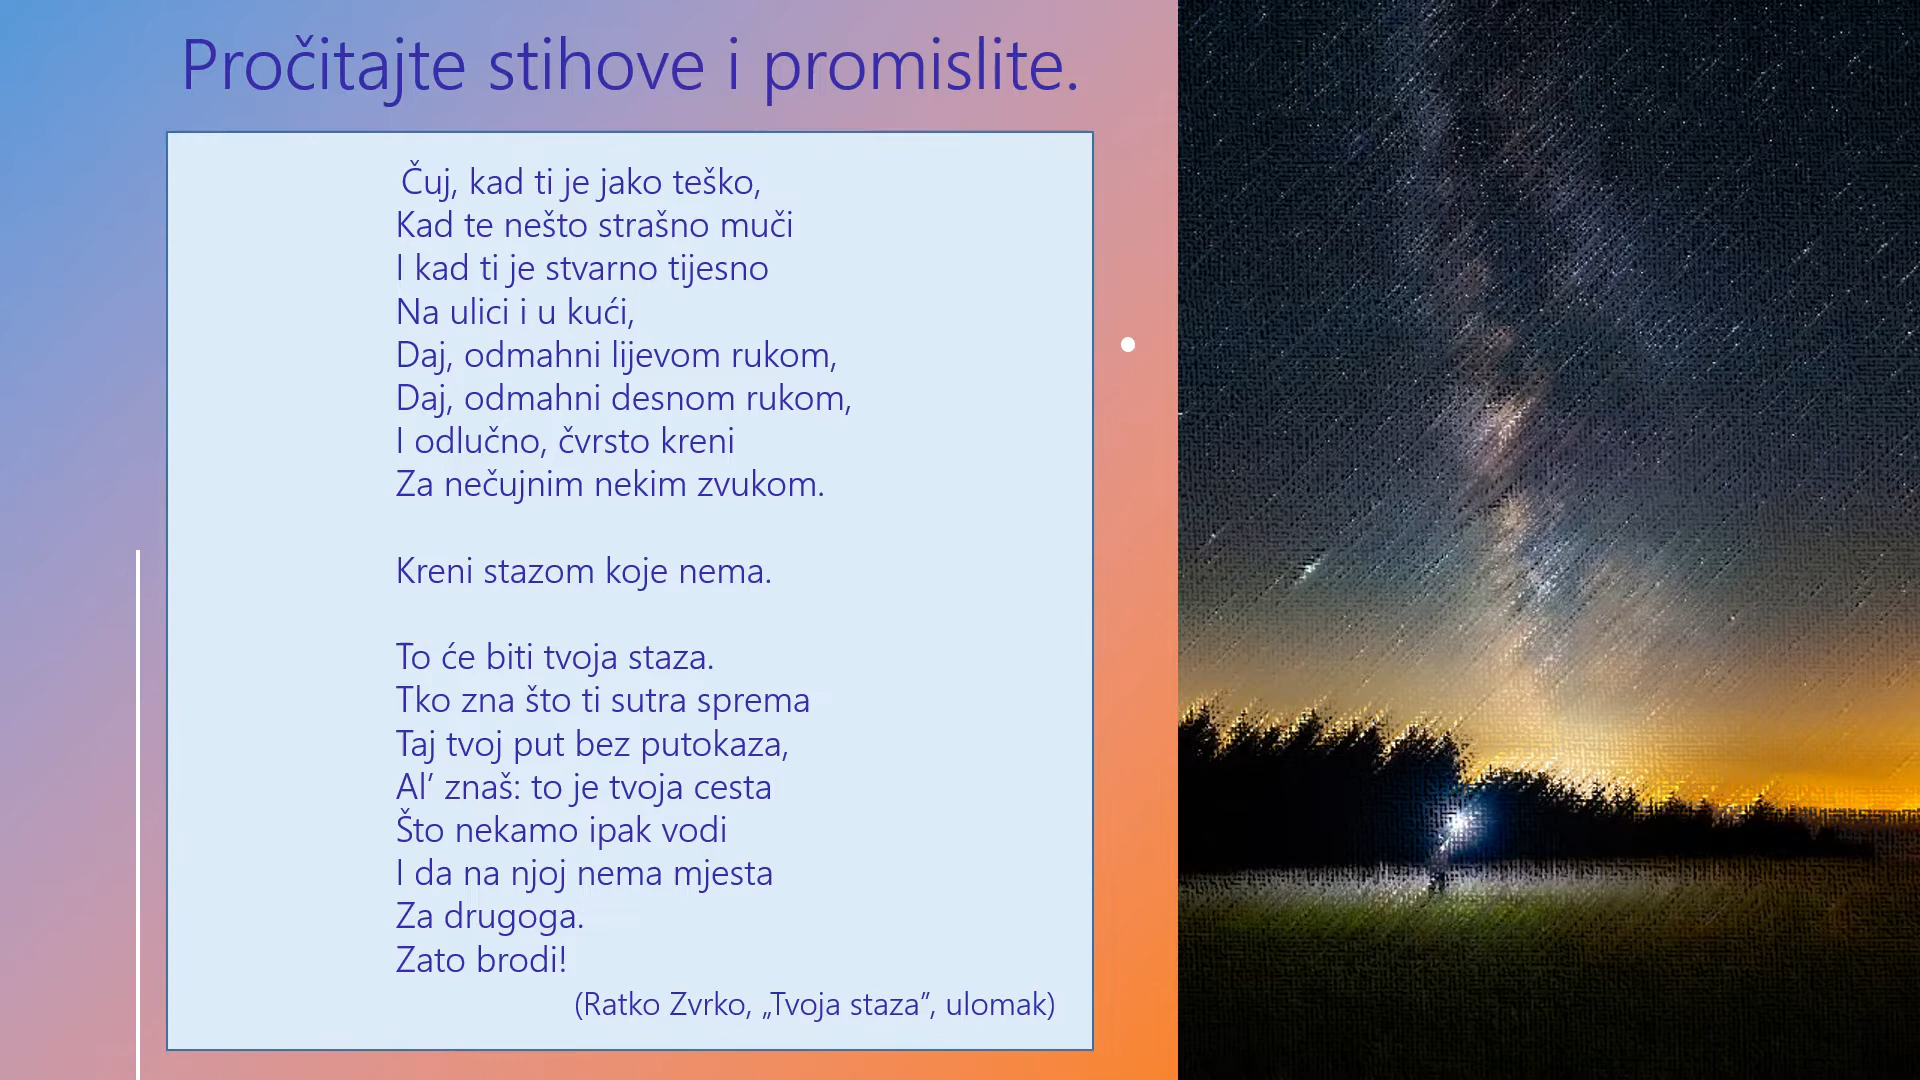 Pročitajte stihove i promislite.
Čuj, kad ti je jako teško,
Kad te nešto strašno muči
I kad ti je stvarno tijesno
Na ulici i u kući,
Daj, odmahni lijevom rukom,
Daj, odmahni desnom rukom,
I odlučno, čvrsto kreni
Za nečujnim nekim zvukom.
Kreni stazom koje nema.
To će biti tvoja staza.
Tko zna što ti sutra sprema
Taj tvoj put bez putokaza,
Al’ znaš: to je tvoja cesta
Što nekamo ipak vodi
I da na njoj nema mjesta
Za drugoga.
Zato brodi!
(Ratko Zvrko, „Tvoja staza”, ulomak)